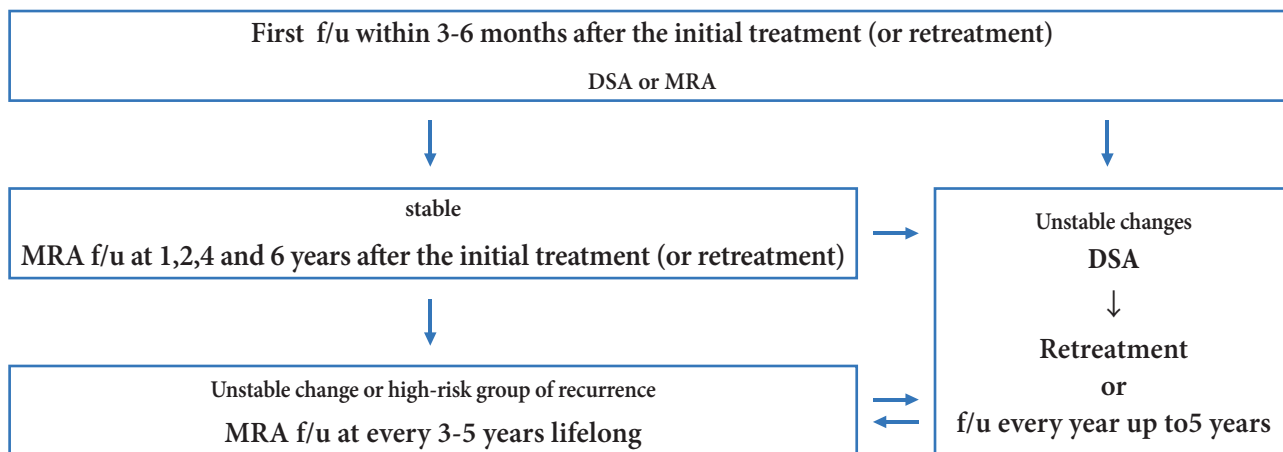 First f/u within 3-6 months after the initial treatment (or retreatment)
DSA or MRA
stable
MRA f/u at 1,2,4 and 6 years after the initial treatment (or retreatment)
Unstable change or high-risk group of recurrence
MRA f/u at every 3-5 years lifelong
Unstable changes
DSA
↓
Retreatment
or
f/u every year up to5 years